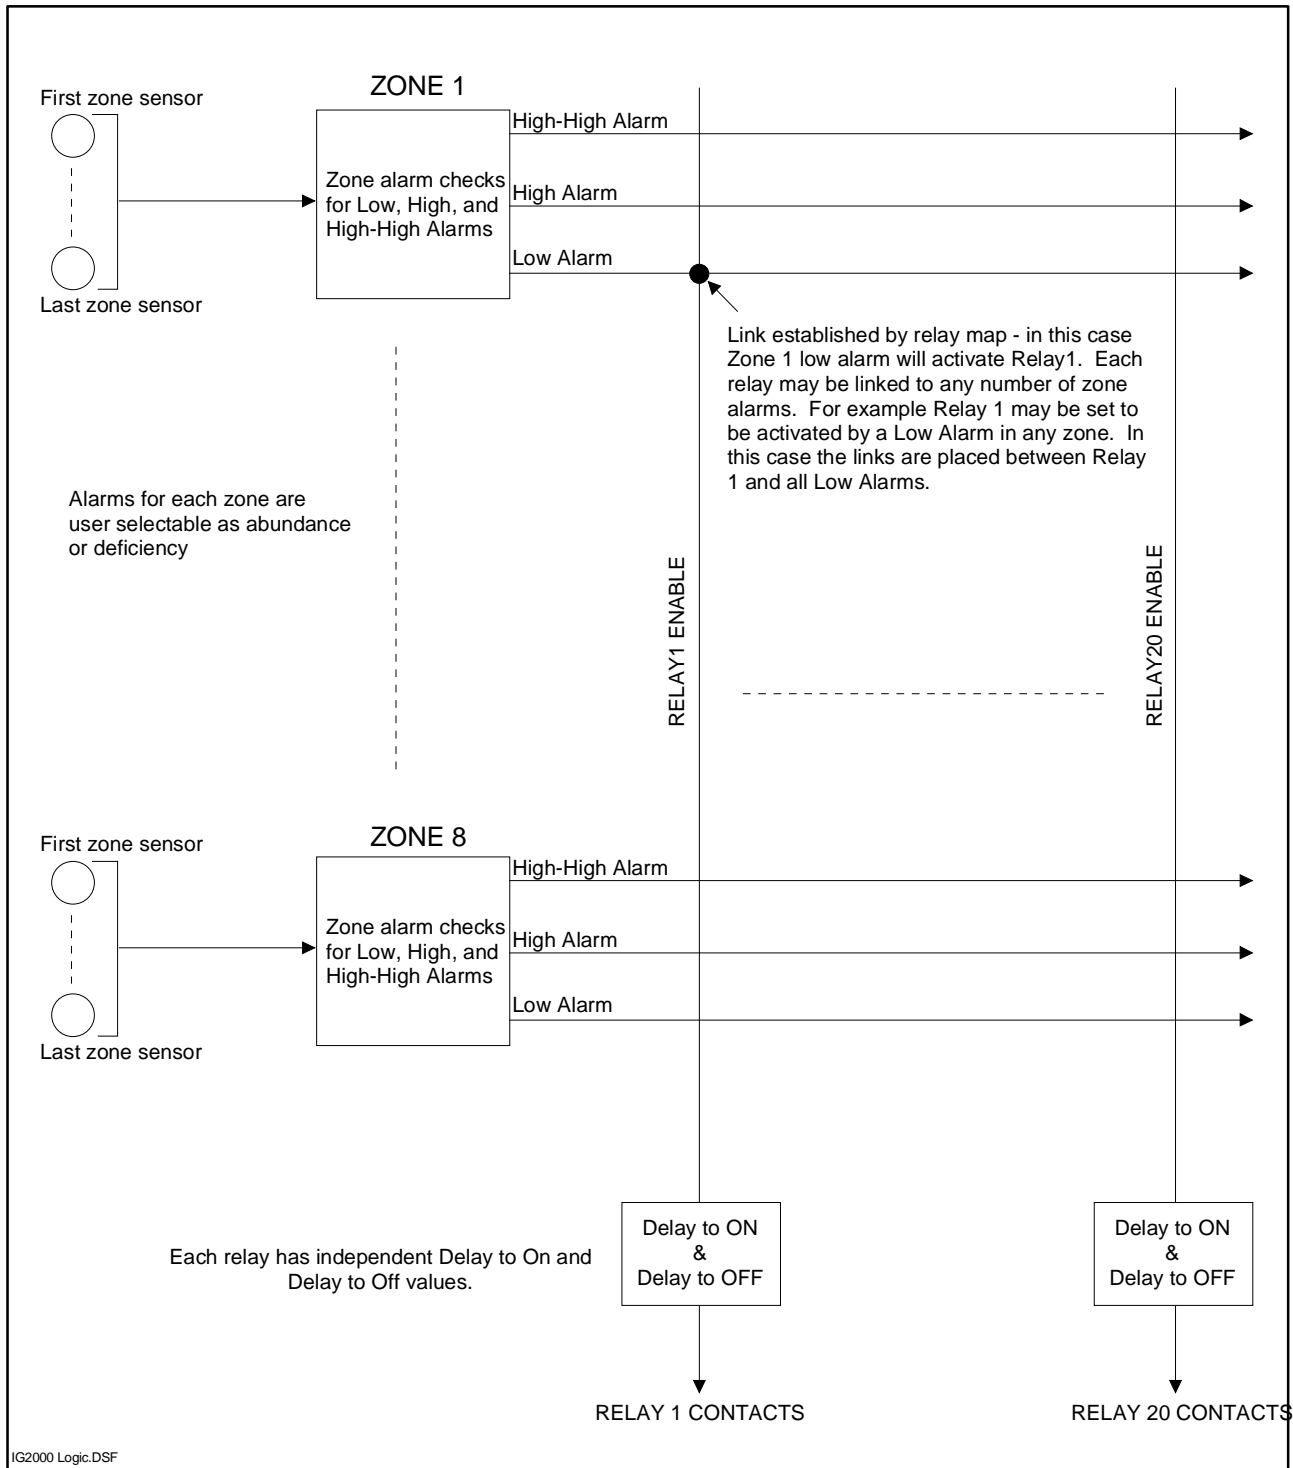 ZONE 1
First zone sensor
High-High Alarm
Zone alarm checks
for Low, High, and
High-High Alarms
High Alarm
Low Alarm
Last zone sensor
Link established by relay map - in this case
Zone 1 low alarm will activate Relay1. Each
relay may be linked to any number of zone
alarms. For example Relay 1 may be set to
be activated by a Low Alarm in any zone. In
this case the links are placed between Relay
1 and all Low Alarms.
Alarms for each zone are
user selectable as abundance
or deficiency
RELAY1 ENABLE
RELAY20 ENABLE
ZONE 8
First zone sensor
High-High Alarm
Zone alarm checks
for Low, High, and
High-High Alarms
High Alarm
Low Alarm
Last zone sensor
Each relay has independent Delay to On and
Delay to Off values.
Delay to ON
&
Delay to OFF
Delay to ON
&
Delay to OFF
RELAY 1 CONTACTS
RELAY 20 CONTACTS
IG2000 Logic.DSF